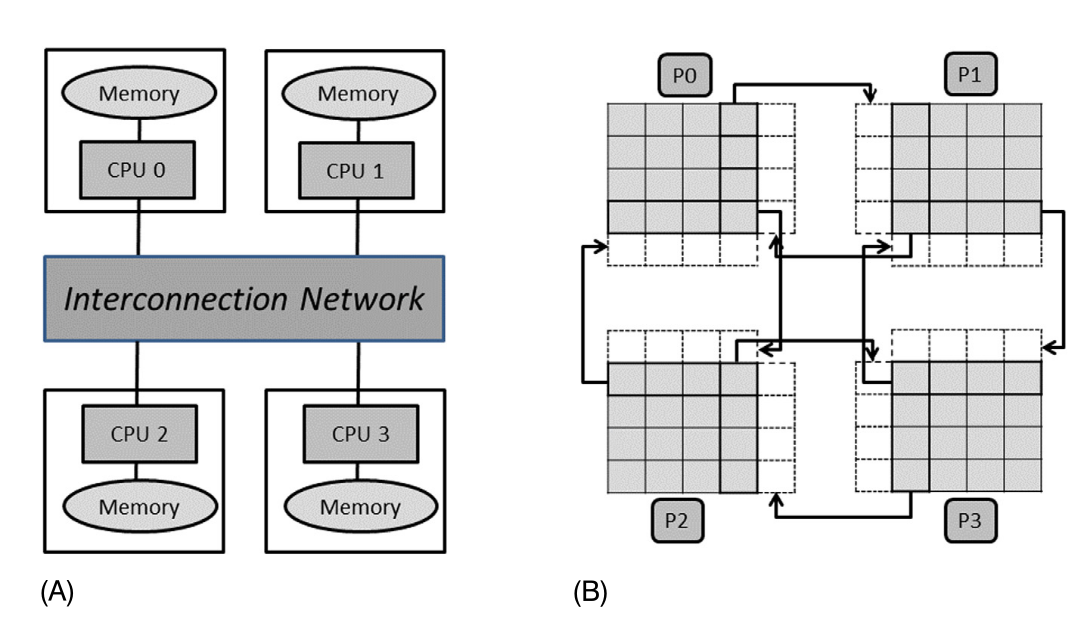 Memory
Memory
CPU 0
CPU 1
Interconnection Network
CPU 2
CPU 3
Memory
Memory
(A)
P0
P1
P2
P3
(B)